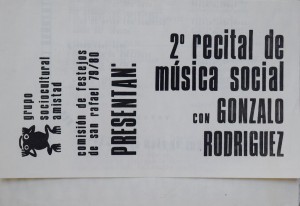 grupo
sociocultural
amistad
comisión de festejos
de san rafael 79/80
PRESENTAN:
2º recital de
música social
con GONZALO
RODRIGUEZ